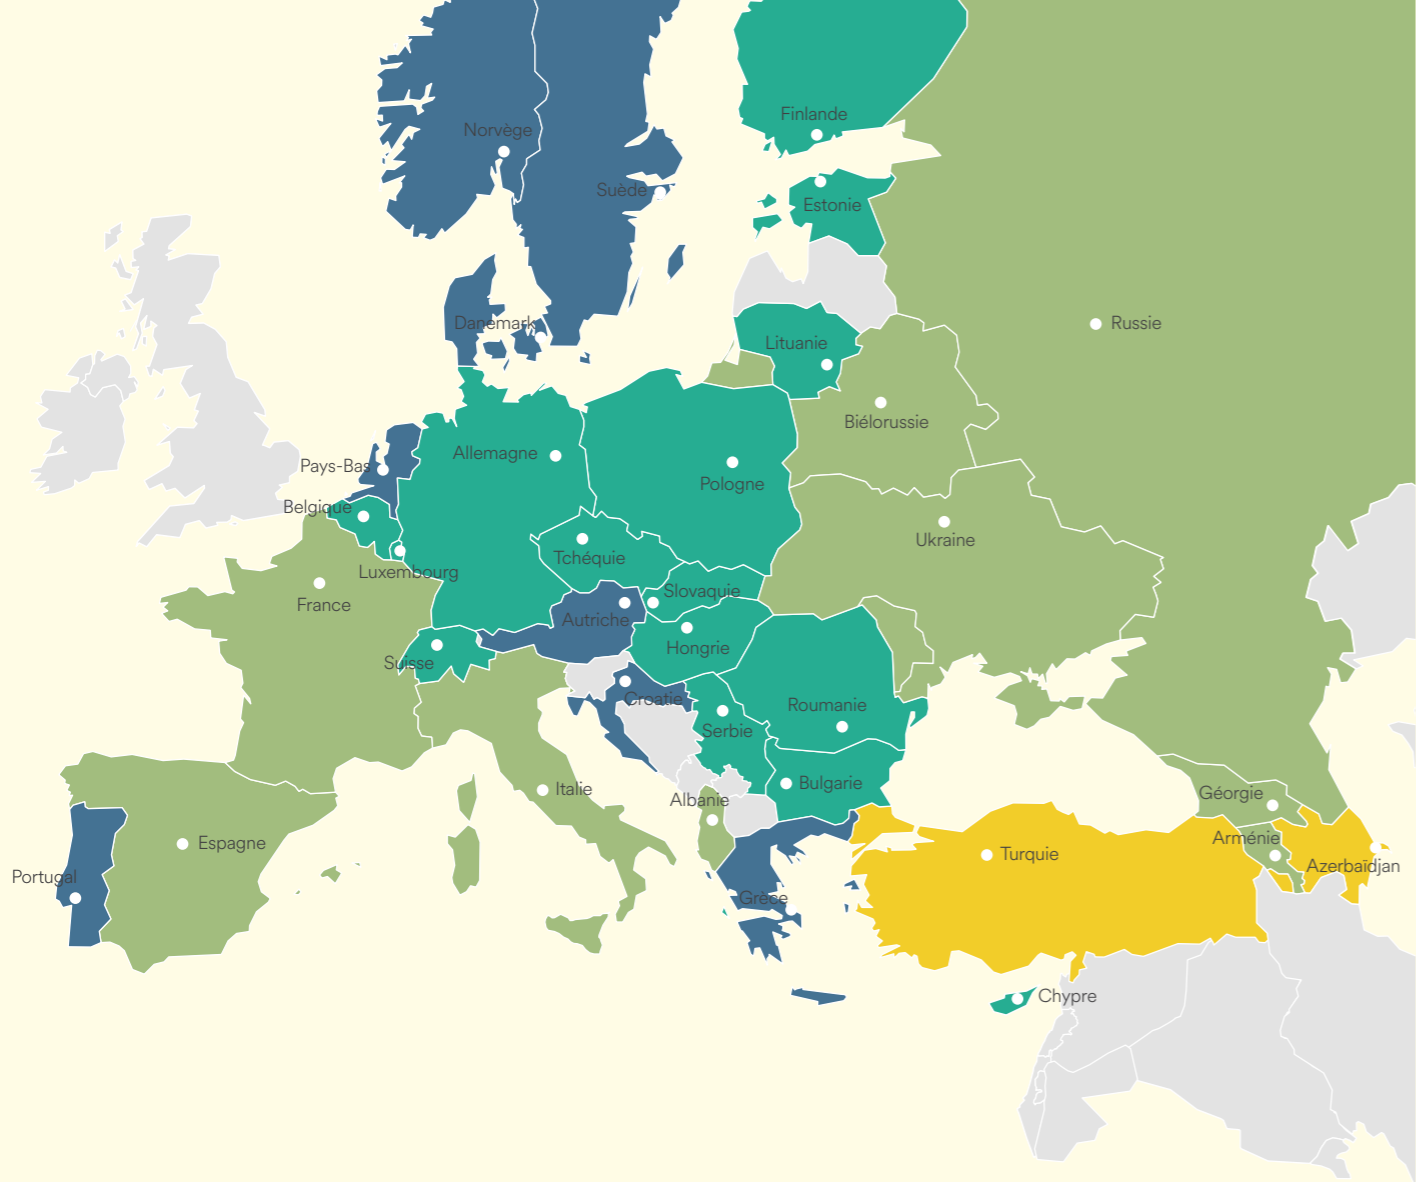 Finlande
Norvège
Suède
Estonie
Danemark
Russie
Lituanie
Biélorussie
Allemagne
Pays-Bas
Pologne
Belgique
Ukraine
Tchéquie
Luxembourg
Slovaquie
France
Autriche
Hongrie
Suisse
Croatie
Roumanie
Serbie
Bulgarie
Italie
Géorgie
Albanie
Arménie
Espagne
Turquie
Azerbaïdjan
Portugal
Grèce
Chypre